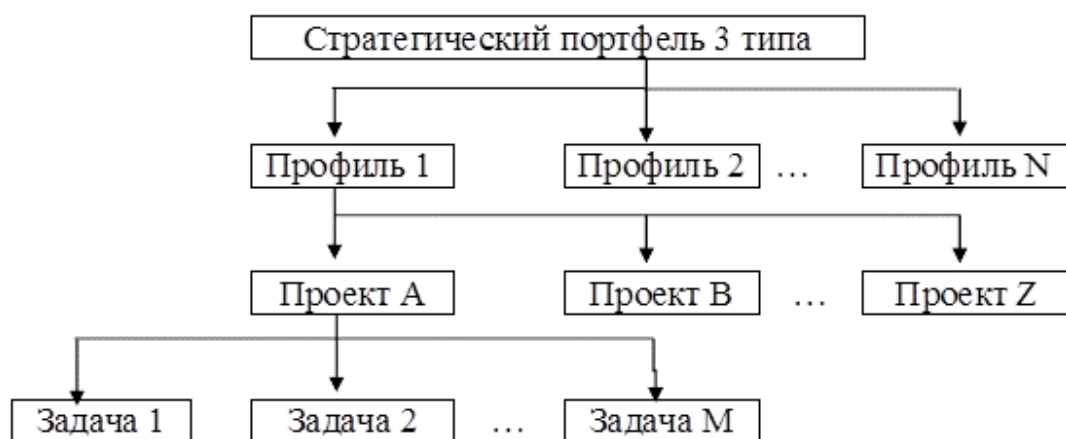 Стратегический портфель 3 типа
Профиль 1 Профиль 2 … Профиль N
Проект A Проект B … Проект Z
Задача 1 Задача 2 … Задача M